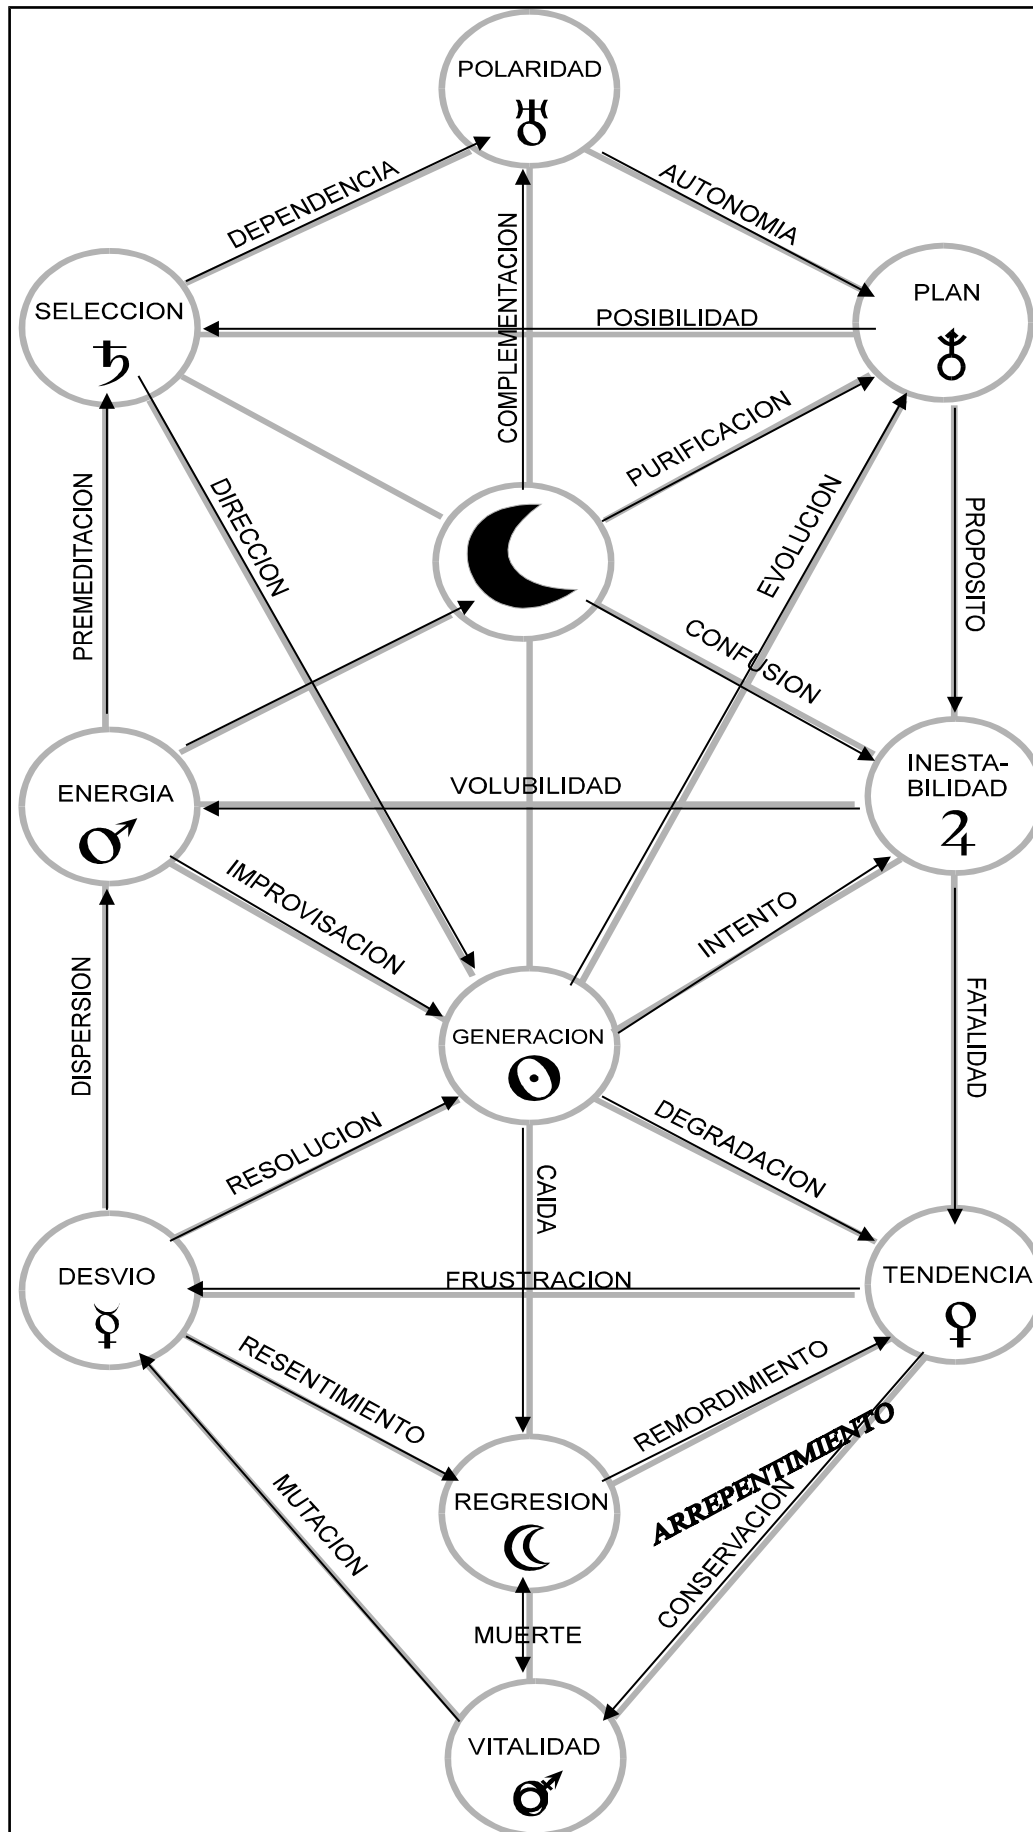 POLARIDAD
DEPENDENCIA
AUTONOMIA
COMPLEMENTACION
SELECCION
PLAN
POSIBILIDAD
PURIFICACION
DIRECCION
EVOLUCION
PREMEDITACION
PROPOSITO
CONFUSION
ENERGIA
VOLUBILIDAD
INESTA-
BILIDAD
IMPROVISACION
INTENTO
DISPERSION
FATALIDAD
GENERACION
RESOLUCION
CAIDA
DEGRADACION
DESVIO
FRUSTRACION
TENDENCIA
RESENTIMIENTO
REMORDIMIENTO
ARREPENTIMIENTO
MUTACION
REGRESION
CONSERVACION
MUERTE
VITALIDAD